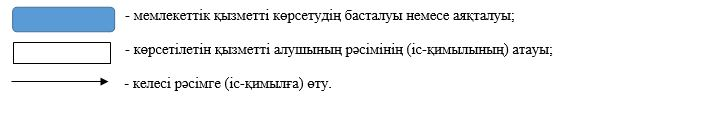 - мемлекеттік қызметті көрсетудің басталуы немесе аяқталуы;
- көрсетілетін қызметті алушының рәсімінің (іс-қимылының) атауы;
- келесі рәсімге (іс-қимылға) өту.